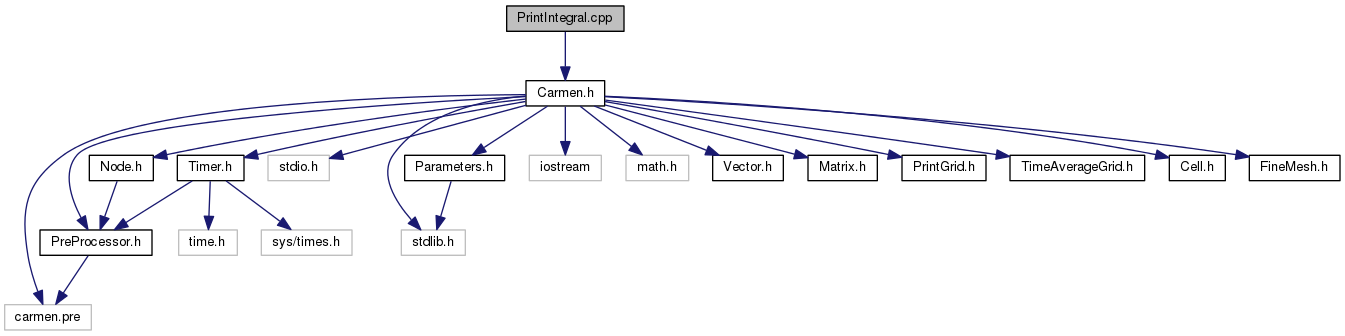 PrintIntegral.cpp
Carmen.h
Node.h
Timer.h
stdio.h
Parameters.h
iostream
math.h
Vector.h
Matrix.h
PrintGrid.h
TimeAverageGrid.h
Cell.h
FineMesh.h
PreProcessor.h
time.h
sys/times.h
stdlib.h
carmen.pre